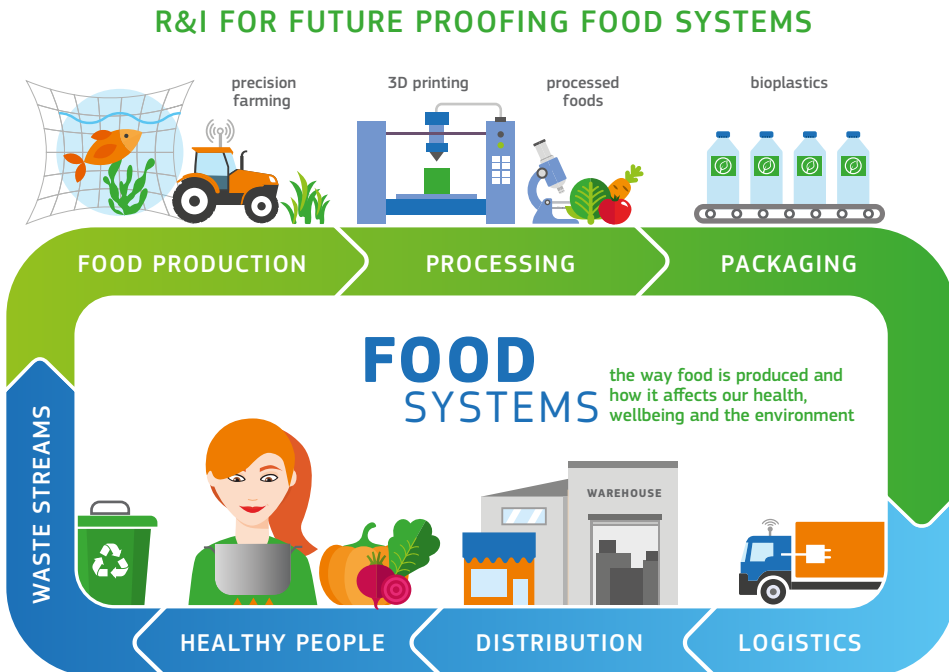 R&I FOR FUTURE PROOFING FOOD SYSTEMS
precision
farming
3D printing
processed
foods
bioplastics
FOOD PRODUCTION
PROCESSING
PACKAGING
FOOD
SYSTEMS
the way food is produced and
how it affects our health,
wellbeing and the environment
WASTE STREAMS
WAREHOUSE
HEALTHY PEOPLE
DISTRIBUTION
LOGISTICS